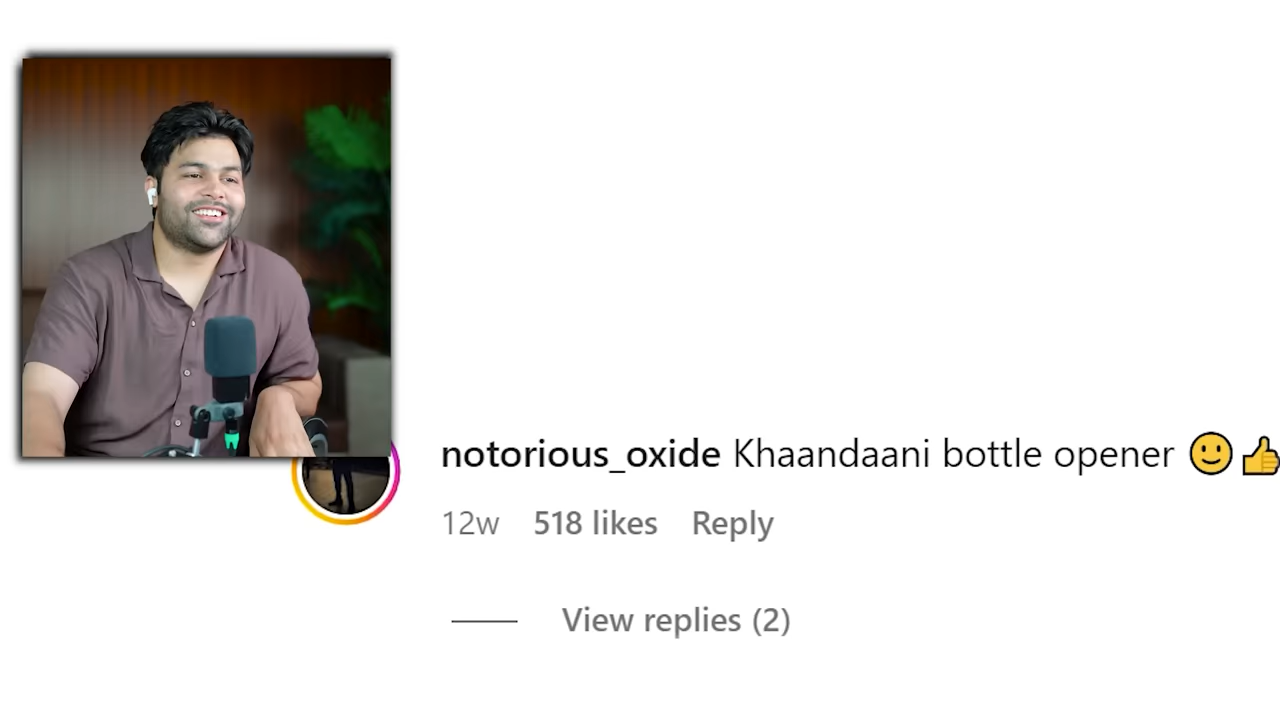 notorious_oxide Khaandaani bottle opener 🙂👍
12w 518 likes Reply
View replies (2)